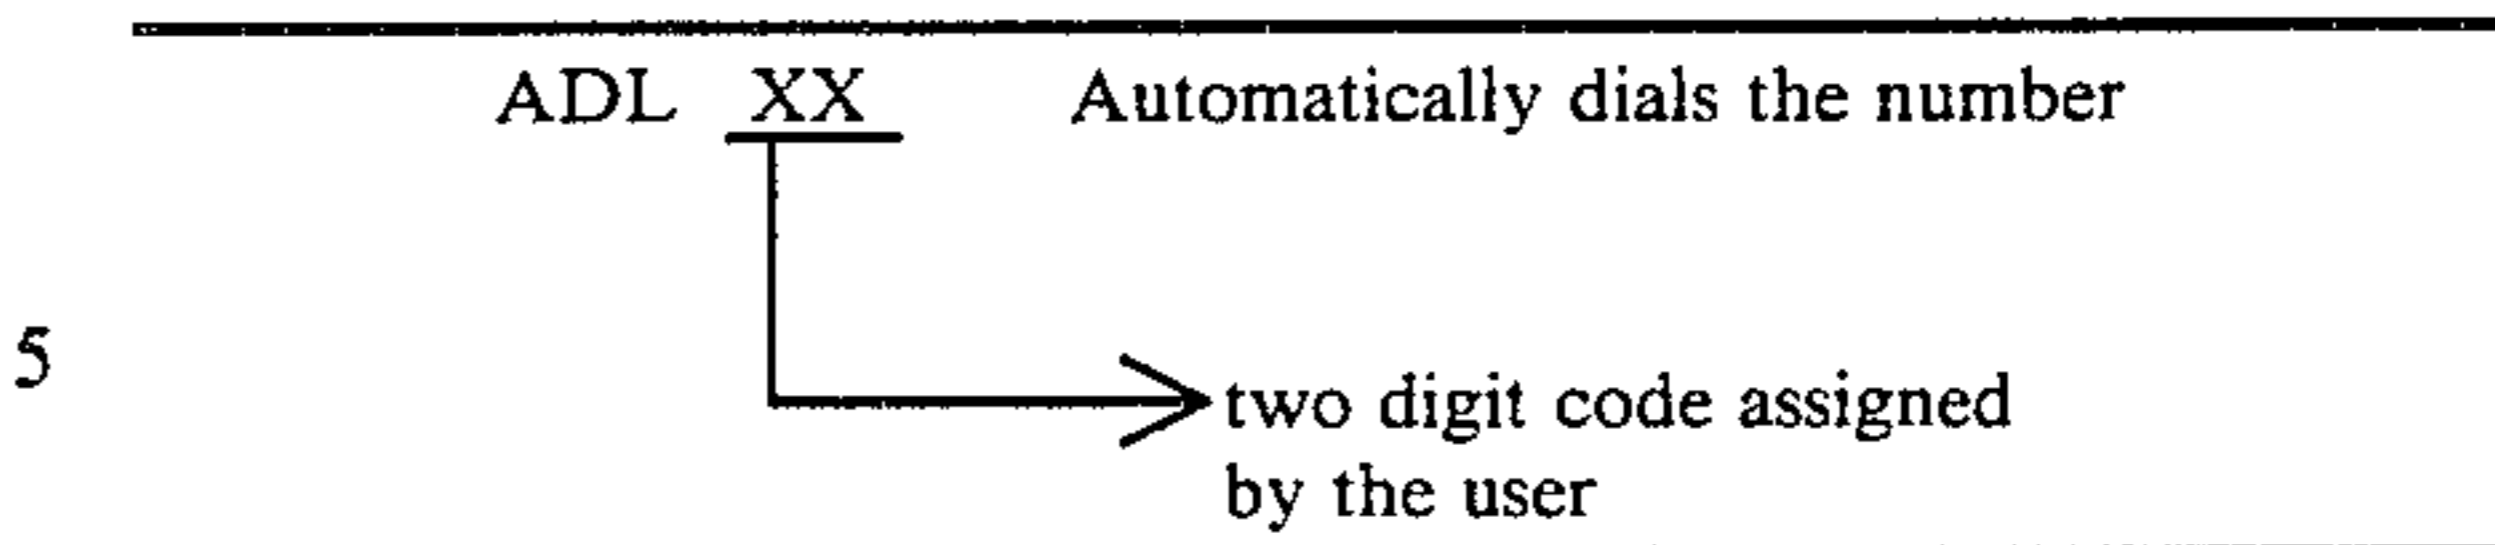 ADL XX Automatically dials the number
5
two digit code assigned
by the user